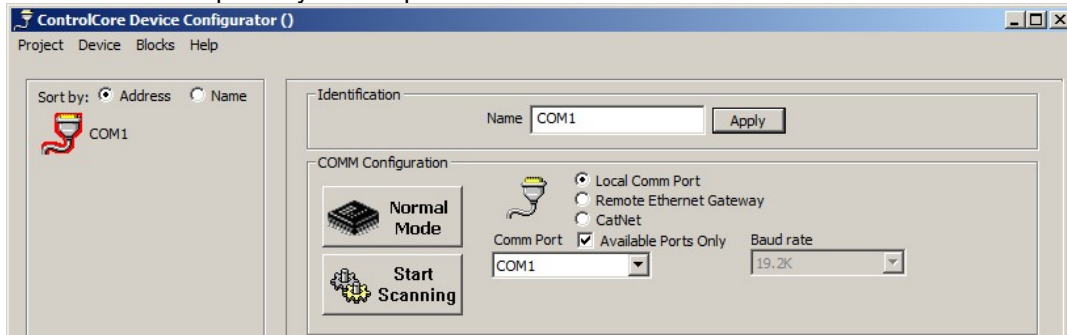 ControlCore Device Configurator ()
Project Device Blocks Help
Sort by: Address Name
COM1
Identification
Name COM1 Apply
COMM Configuration
Normal
Mode
Start
Scanning
Local Comm Port
Remote Ethernet Gateway
CatNet
Comm Port Available Ports Only Baud rate
COM1 19.2K